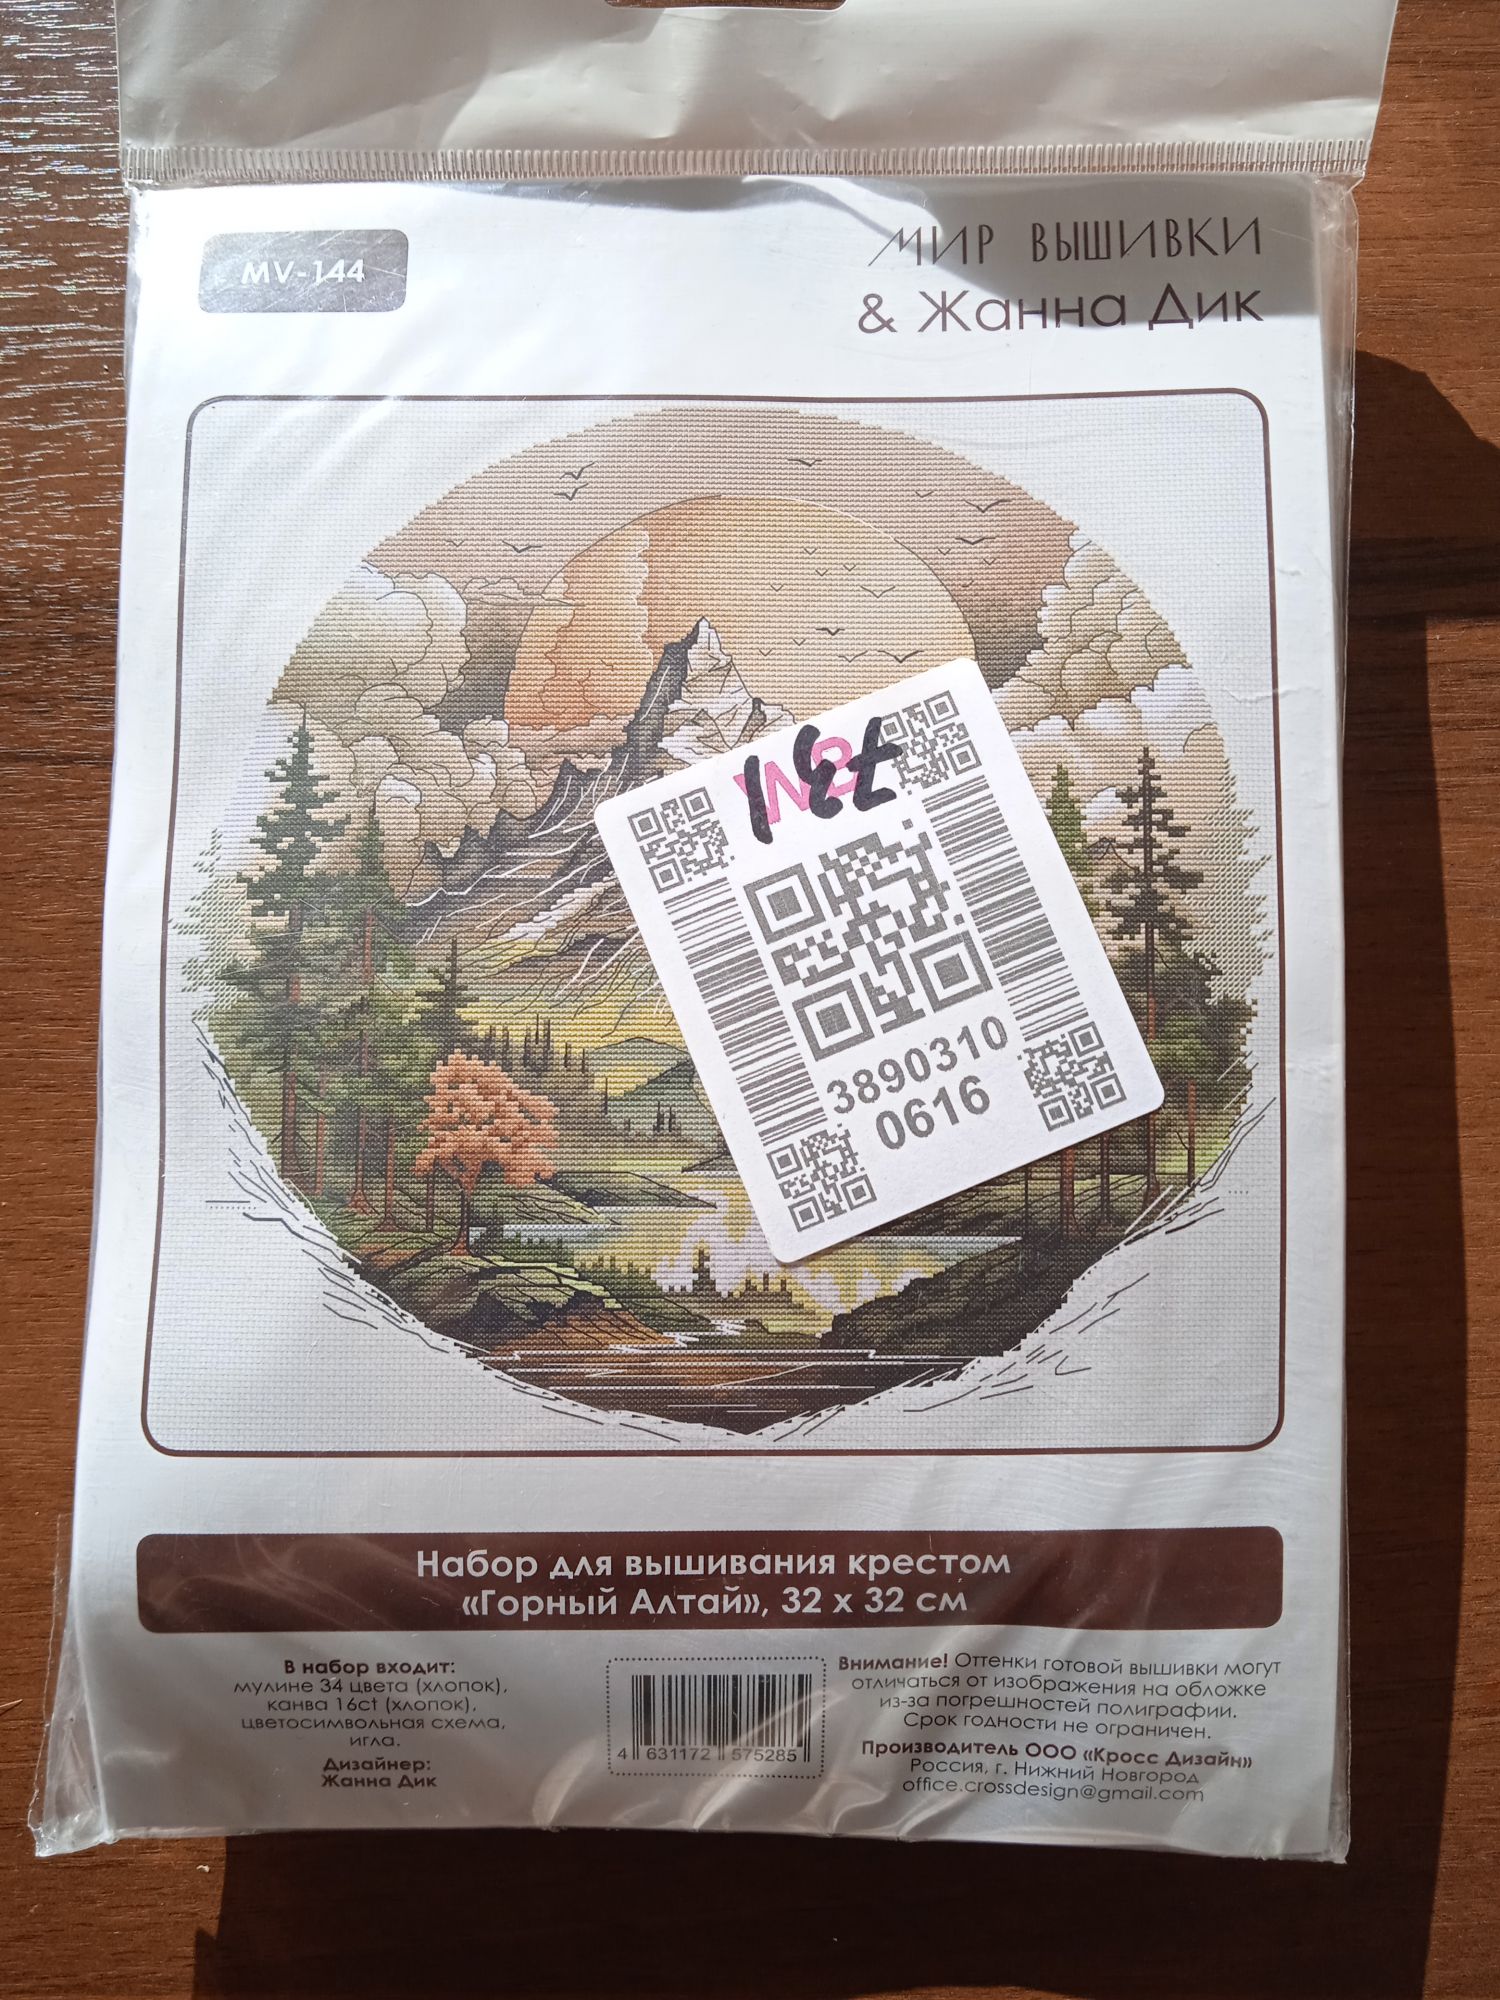 MV-144
МИР ВЫШИВКИ
& Жанна Дик
WB
731
3890310
0616
Набор для вышивания крестом
«Горный Алтай», 32 х 32 см
В набор входит:
мулине 34 цвета (хлопок),
канва 16ct (хлопок),
цветосимвольная схема,
игла.
Дизайнер:
Жанна Дик
4 631172 575285
Внимание! Оттенки готовой вышивки могут
отличаться от изображения на обложке
из-за погрешностей полиграфии.
Срок годности не ограничен.
Производитель ООО «Кросс Дизайн»
Россия, г. Нижний Новгород
office.crossdesign@gmail.com